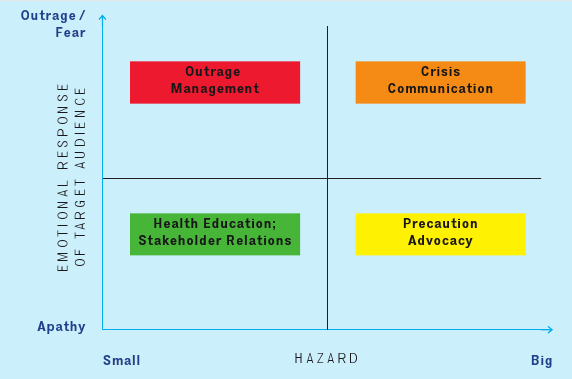 Outrage /
Fear
EMOTIONAL RESPONSE
OF TARGET AUDIENCE
Outrage
Management
Crisis
Communication
Health Education;
Stakeholder Relations
Precaution
Advocacy
Apathy
Small
HAZARD
Big